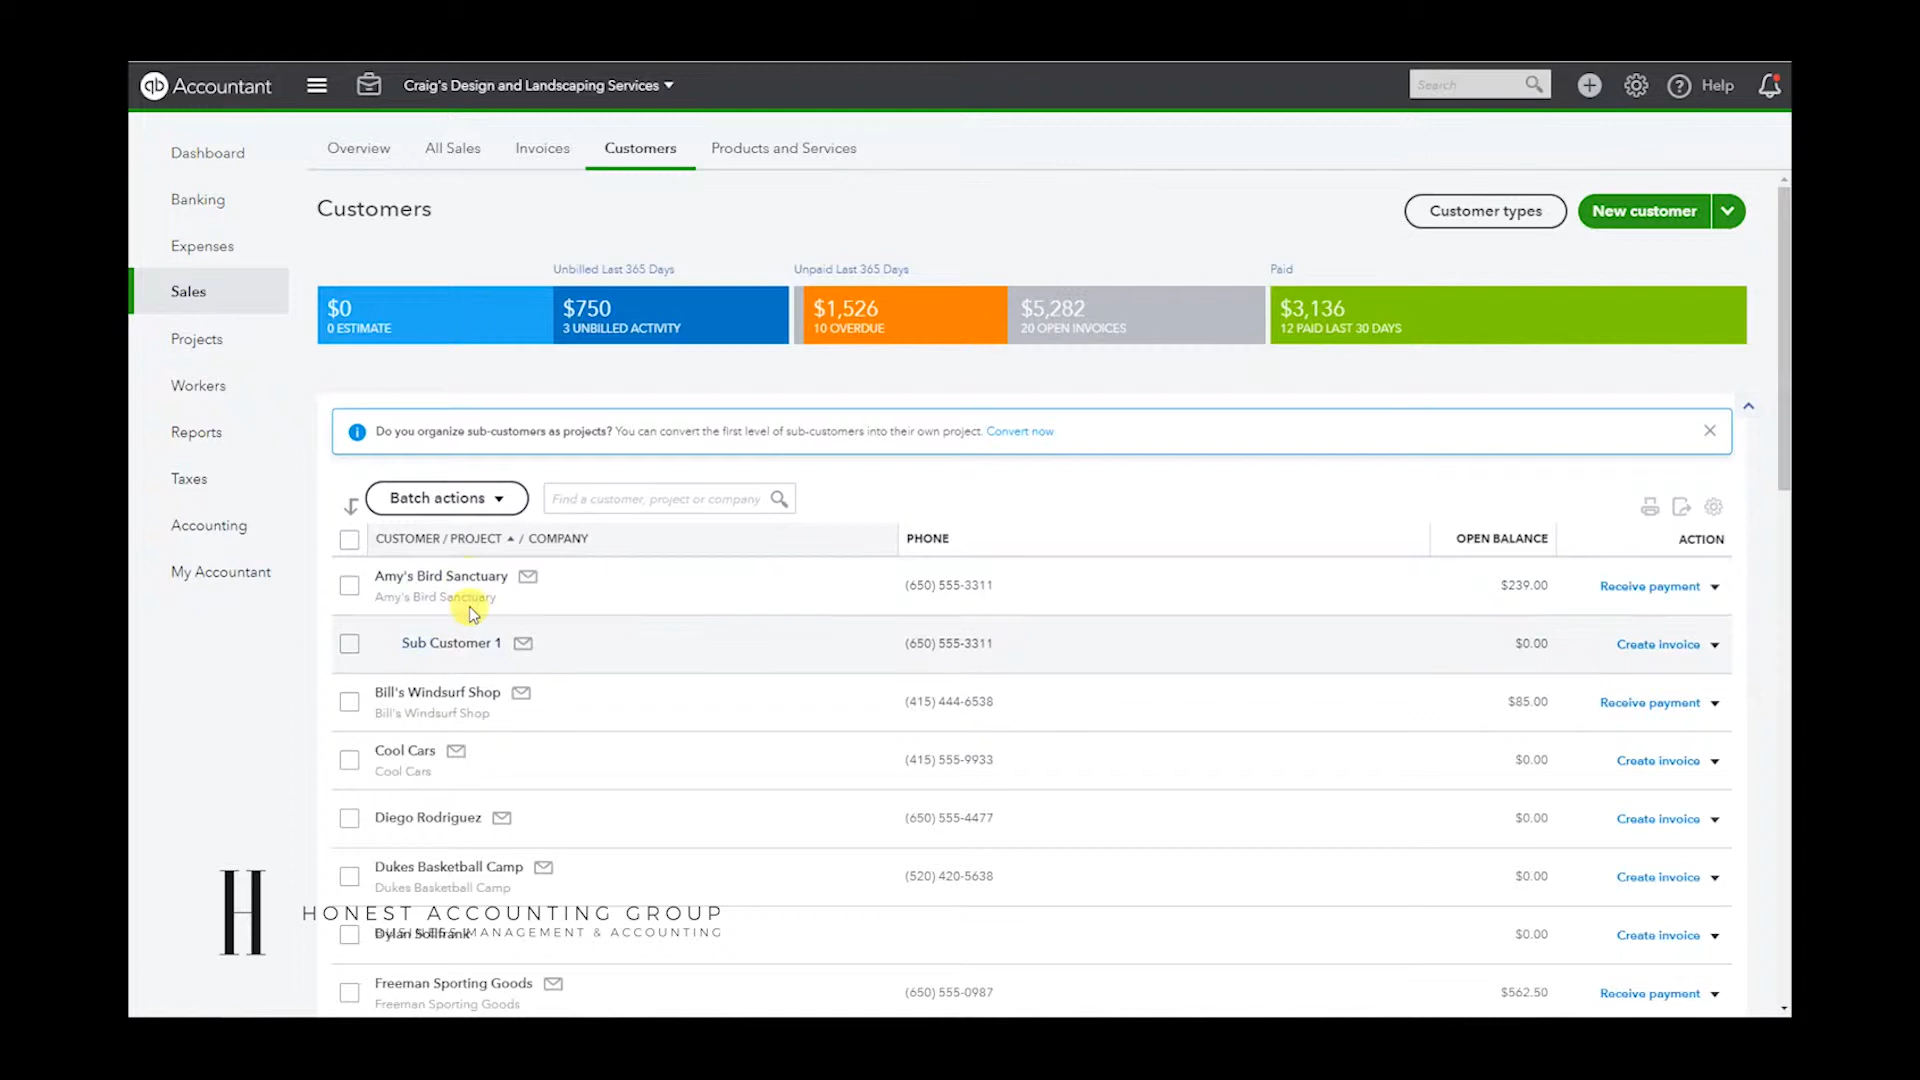 qb Accountant
Craig's Design and Landscaping Services
Search
Help
Dashboard
Banking
Expenses
Sales
Projects
Workers
Reports
Taxes
Accounting
My Accountant
Overview All Sales Invoices Customers Products and Services
Customers
Customer types
New customer
Unbilled Last 365 Days
Unpaid Last 365 Days
Paid
$0
0 ESTIMATE
$750
3 UNBILLED ACTIVITY
$1,526
10 OVERDUE
$5,282
20 OPEN INVOICES
$3,136
12 PAID LAST 30 DAYS
Do you organize sub-customers as projects? You can convert the first level of sub-customers into their own project. Convert now
Batch actions
Find a customer, project or company
CUSTOMER / PROJECT / COMPANY PHONE OPEN BALANCE ACTION
Amy's Bird Sanctuary
Amy's Bird Sanctuary
(650) 555-3311 $239.00 Receive payment
Sub Customer 1 (650) 555-3311 $0.00 Create invoice
Bill's Windsurf Shop
Bill's Windsurf Shop
(415) 444-6538 $85.00 Receive payment
Cool Cars
Cool Cars
(415) 555-9933 $0.00 Create invoice
Diego Rodriguez (650) 555-4477 $0.00 Create invoice
Dukes Basketball Camp
Dukes Basketball Camp
(520) 420-5638 $0.00 Create invoice
H
HONEST ACCOUNTING GROUP
MANAGEMENT & ACCOUNTING
Dylan Sollfrank $0.00 Create invoice
Freeman Sporting Goods
Freeman Sporting Goods
(650) 555-0987 $562.50 Receive payment